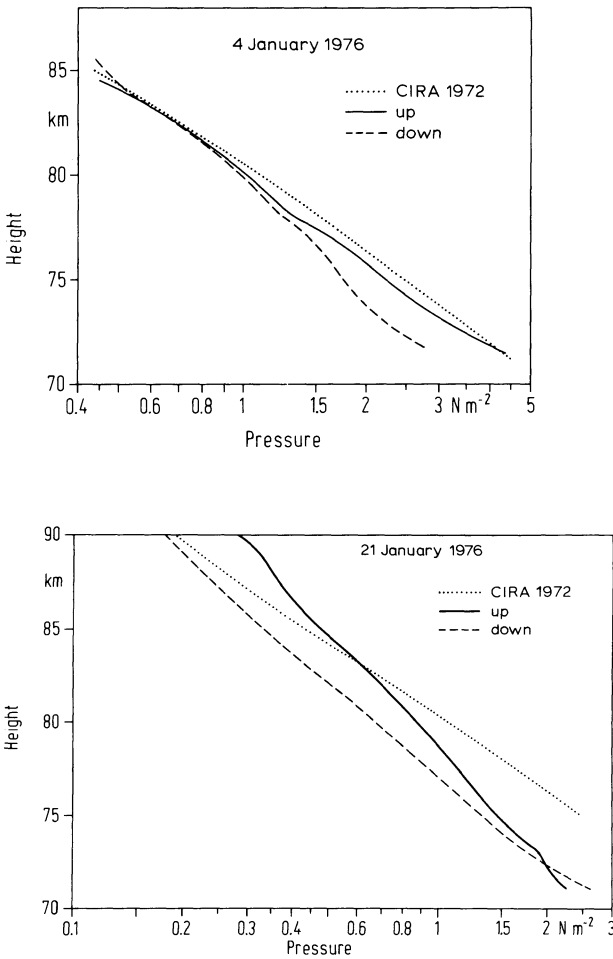 4 January 1976
85
km
80
75
70
Height
CIRA 1972
up
down
0.4 0.6 0.8 1 1.5 2 3 N m⁻² 5
Pressure
21 January 1976
90
km
85
80
75
70
Height
CIRA 1972
up
down
0.1 0.2 0.3 0.4 0.6 0.8 1 1.5 2 N m⁻² 3
Pressure